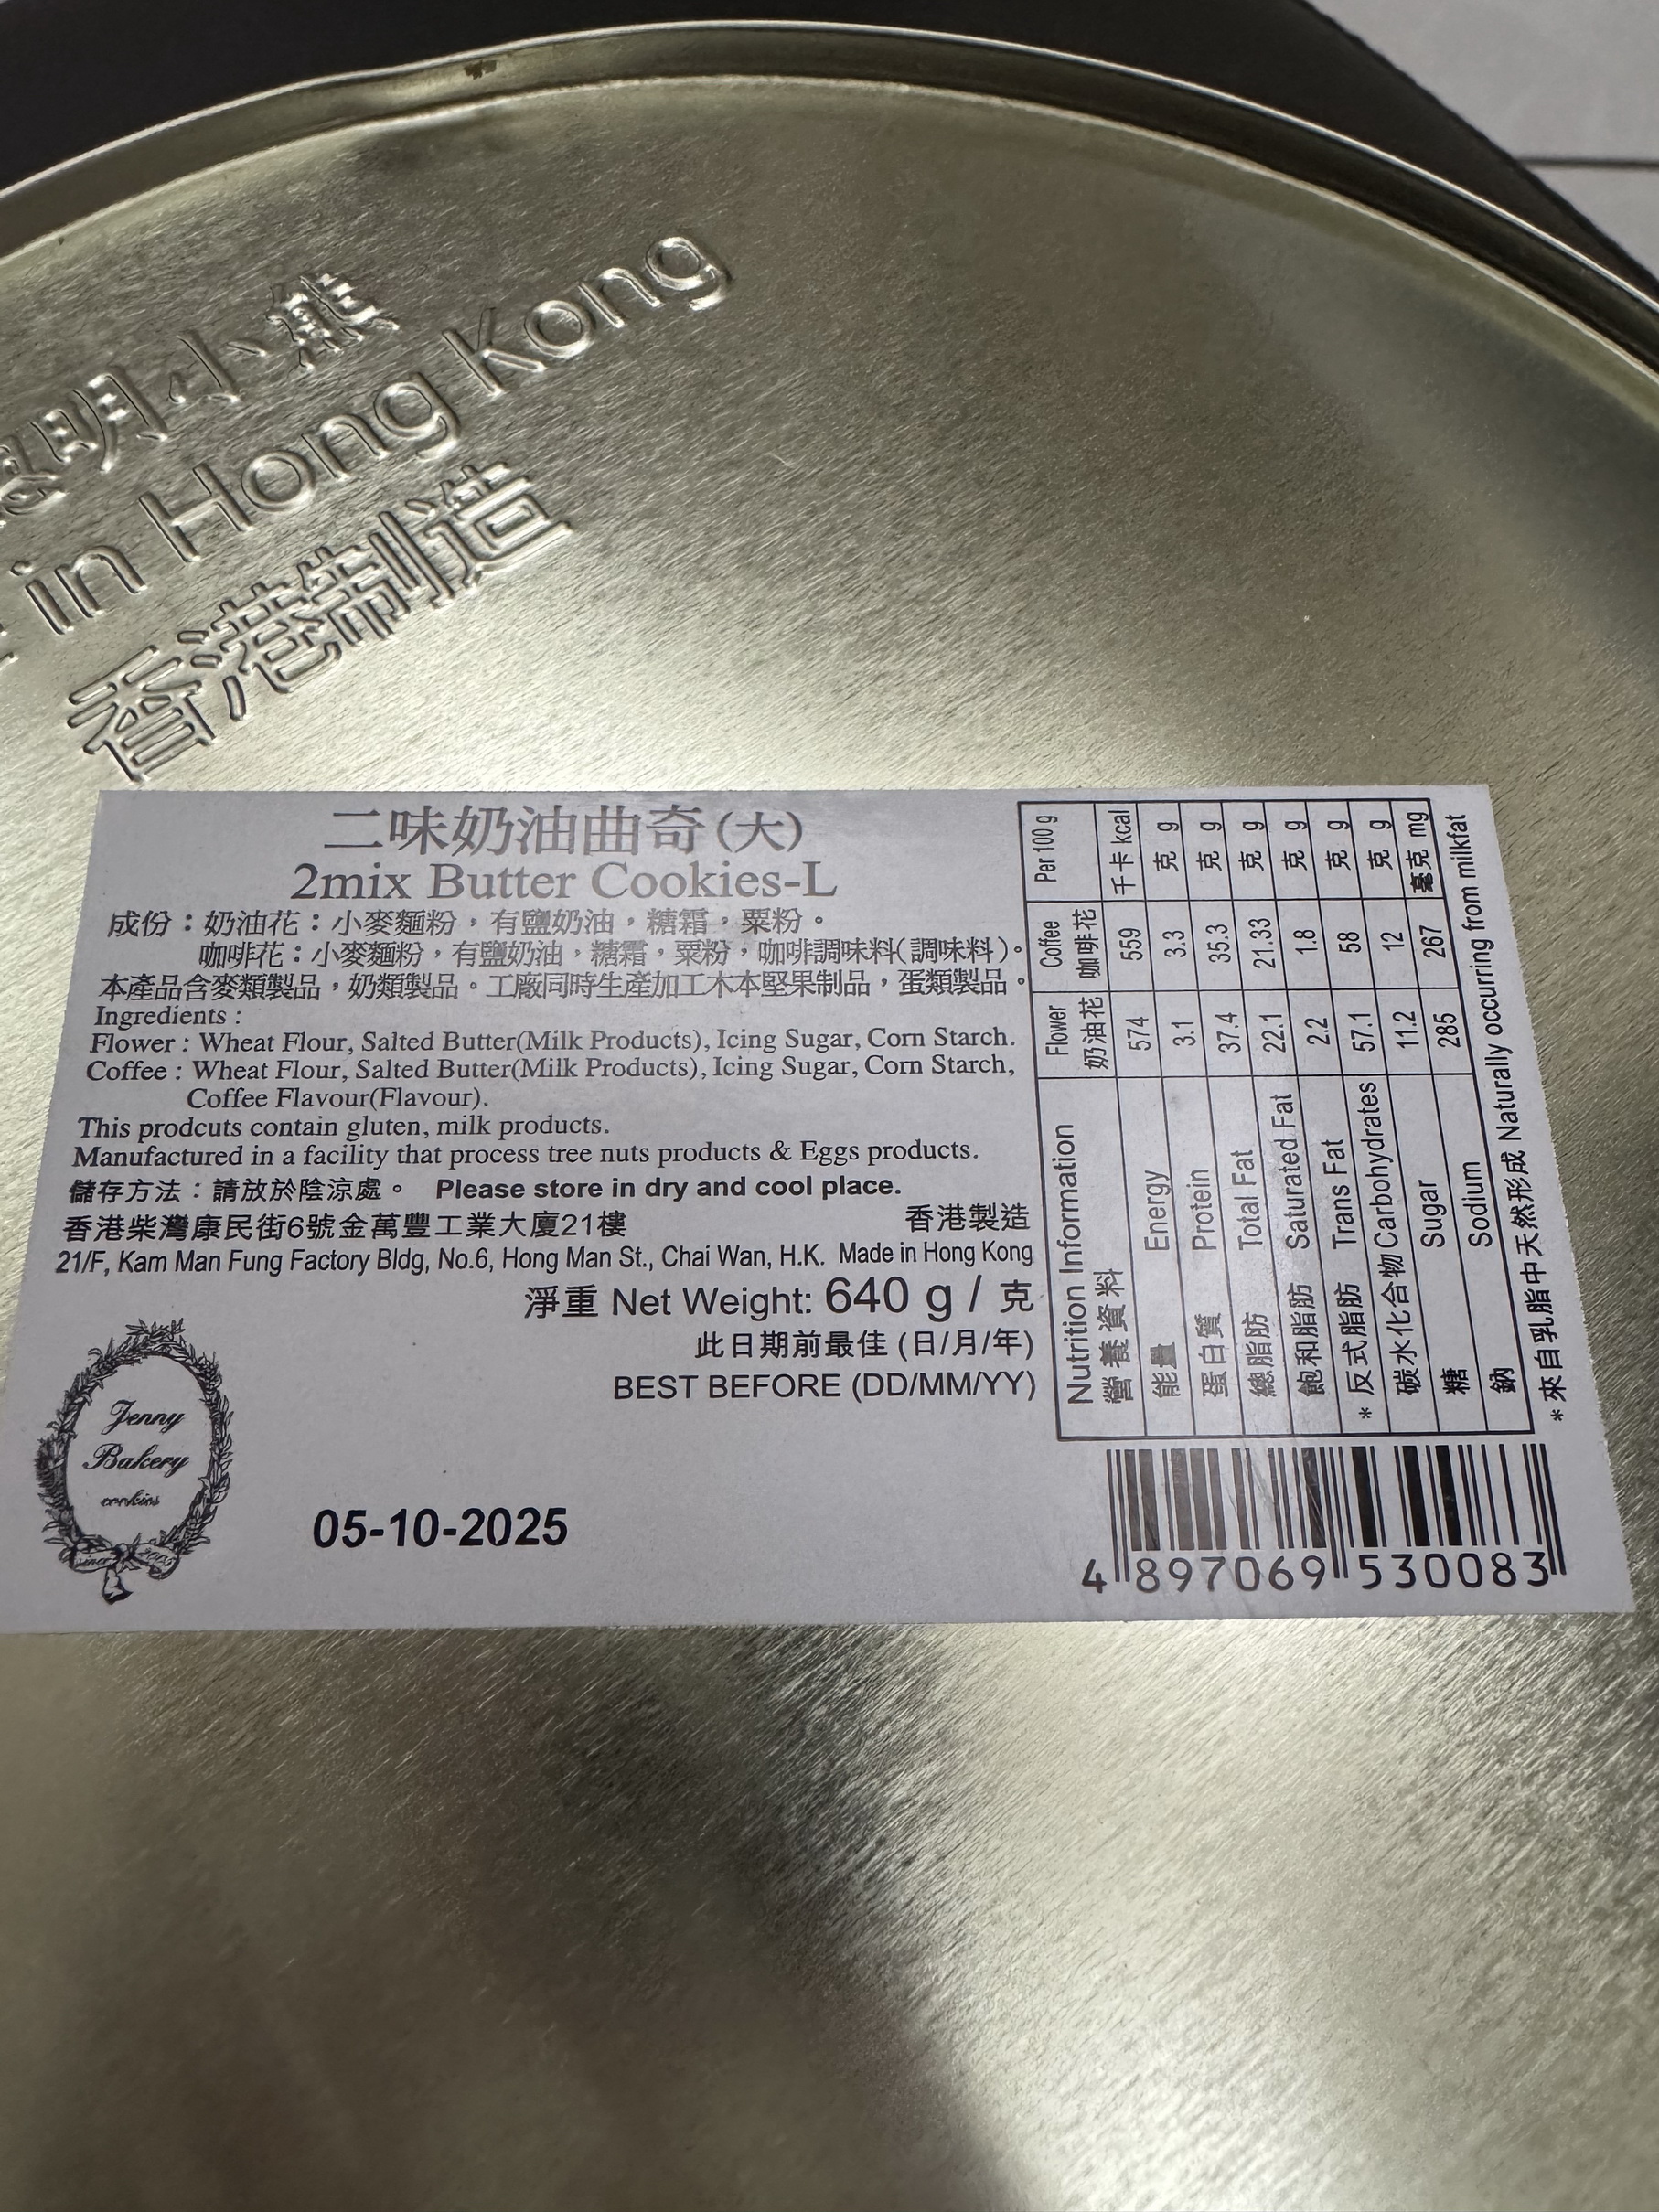 明小熊
in Hong Kong
香港制造
二味奶油曲奇(大)
2mix Butter Cookies-L
成份：奶油花：小麥麵粉，有鹽奶油，糖霜，粟粉。
咖啡花：小麥麵粉，有鹽奶油，糖霜，粟粉，咖啡調味料(調味料)。
本產品含麥類製品，奶類製品。工廠同時生產加工木本堅果制品，蛋類製品。
Ingredients :
Flower : Wheat Flour, Salted Butter(Milk Products), Icing Sugar, Corn Starch.
Coffee : Wheat Flour, Salted Butter(Milk Products), Icing Sugar, Corn Starch,
Coffee Flavour(Flavour).
This prodcuts contain gluten, milk products.
Manufactured in a facility that process tree nuts products & Eggs products.
儲存方法：請放於陰涼處。 Please store in dry and cool place.
香港柴灣康民街6號金萬豐工業大廈21樓 香港製造
21/F, Kam Man Fung Factory Bldg, No.6, Hong Man St., Chai Wan, H.K. Made in Hong Kong
淨重 Net Weight: 640 g / 克
此日期前最佳 (日/月/年)
BEST BEFORE (DD/MM/YY)
05-10-2025
Jenny
Bakery
cookies
Nutrition Information Flower Coffee Per 100 g
營養資料 奶油花 咖啡花
能量 Energy 574 559 千卡 kcal
蛋白質 Protein 3.1 3.3 克 g
總脂肪 Total Fat 37.4 35.3 克 g
飽和脂肪 Saturated Fat 22.1 21.33 克 g
* 反式脂肪 Trans Fat 2.2 1.8 克 g
碳水化合物 Carbohydrates 57.1 58 克 g
糖 Sugar 11.2 12 克 g
鈉 Sodium 285 267 毫克 mg
* 來自乳脂中天然形成 Naturally occurring from milkfat
4 897069 530083